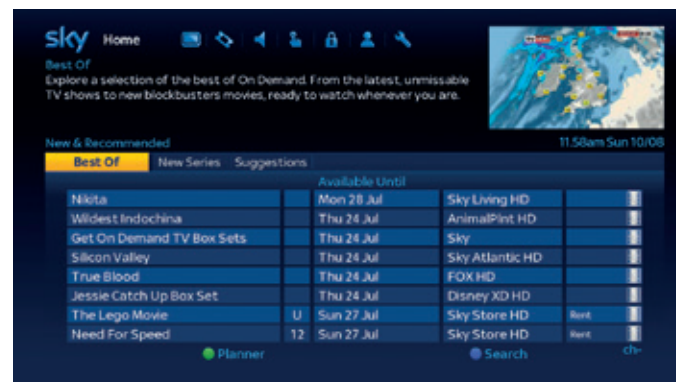 sky Home
Best Of
Explore a selection of the best of On Demand. From the latest, unmissable
TV shows to new blockbusters movies, ready to watch whenever you are.
New & Recommended 11.58am Sun 10/08
Best Of New Series Suggestions
Available Until
Nikita Mon 28 Jul Sky Living HD
Wildest Indochina Thu 24 Jul AnimalPlnt HD
Get On Demand TV Box Sets Thu 24 Jul Sky
Silicon Valley Thu 24 Jul Sky Atlantic HD
True Blood Thu 24 Jul FOX HD
Jessie Catch Up Box Set Thu 24 Jul Disney XD HD
The Lego Movie U Sun 27 Jul Sky Store HD Rent
Need For Speed 12 Sun 27 Jul Sky Store HD Rent
Planner Search ch-